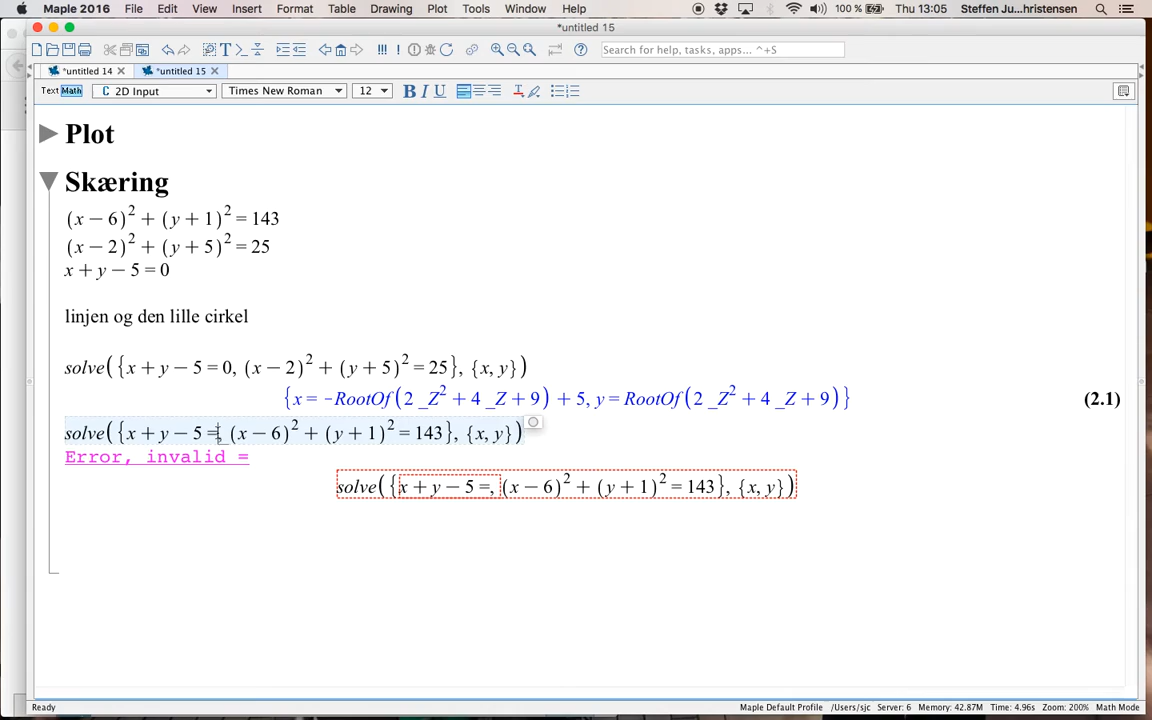 Maple 2016 File Edit View Insert Format Table Drawing Plot Tools Window Help 100 % Thu 13:05 Steffen Ju...hristensen
*untitled 15
Search for help, tasks, apps... ^+S
*untitled 14 *untitled 15
Text Math C 2D Input Times New Roman 12 B I U
Plot
Skæring
(x − 6)² + (y + 1)² = 143
(x − 2)² + (y + 5)² = 25
x + y − 5 = 0
linjen og den lille cirkel
solve({x + y − 5 = 0, (x − 2)² + (y + 5)² = 25}, {x, y})
{x = −RootOf(2 _Z² + 4 _Z + 9) + 5, y = RootOf(2 _Z² + 4 _Z + 9)} (2.1)
solve({x + y − 5 =, (x − 6)² + (y + 1)² = 143}, {x, y})
Error, invalid =
solve({x + y − 5 =, (x − 6)² + (y + 1)² = 143}, {x, y})
Ready Maple Default Profile /Users/sjc Server: 6 Memory: 42.87M Time: 4.96s Zoom: 200% Math Mode